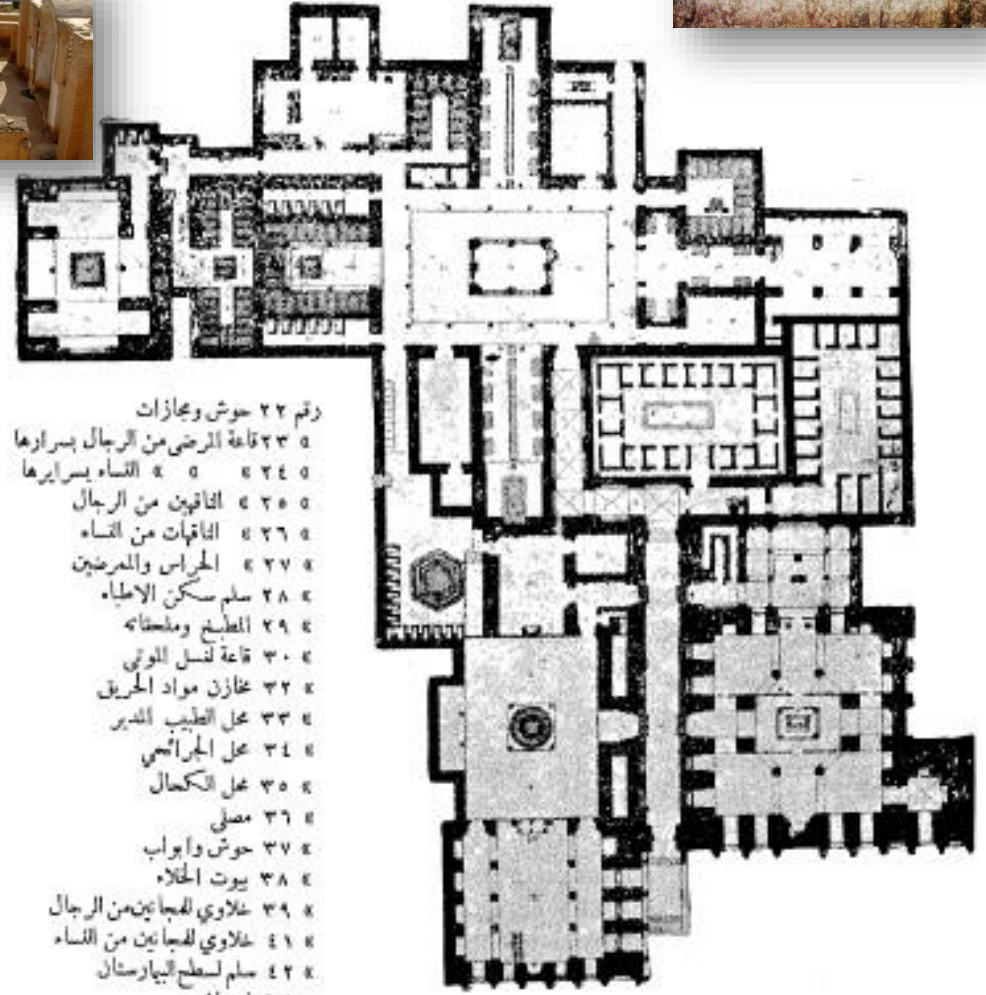 رقم ٢٢ حوش ومجازات
» ٢٣ قاعة المرضى من الرجال بسرارها
» ٢٤ » » » النساء بسرايرها
» ٢٥ » الناقهين من الرجال
» ٢٦ » الناقهات من النساء
» ٢٧ » الحراس والممرضين
» ٢٨ سلم سكن الاطباء
» ٢٩ المطبخ وملحقاته
» ٣٠ قاعة لغسل الموتى
» ٣٢ مخازن مواد الحريق
» ٣٣ محل الطبيب المدير
» ٣٤ محل الجرائحي
» ٣٥ محل الكحال
» ٣٦ مصلى
» ٣٧ حوش وابواب
» ٣٨ بيوت الخلاء
» ٣٩ خلاوي للمجانين من الرجال
» ٤١ خلاوي للمجانين من النساء
» ٤٢ سلم لسطح البيمارستان